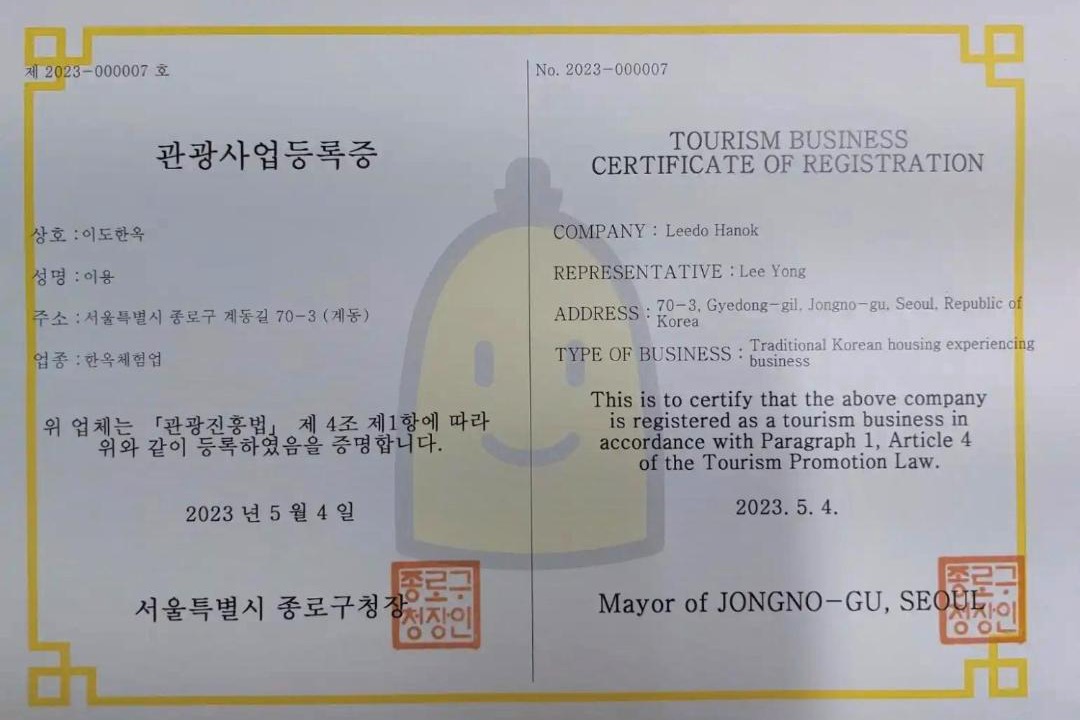 제 2023-000007 호
관광사업등록증
상호 : 이도한옥
성명 : 이용
주소 : 서울특별시 종로구 계동길 70-3 (계동)
업종 : 한옥체험업
위 업체는 「관광진흥법」 제 4조 제1항에 따라
위와 같이 등록하였음을 증명합니다.
2023 년 5 월 4 일
서울특별시 종로구청장
종로구
청장인
No. 2023-000007
TOURISM BUSINESS
CERTIFICATE OF REGISTRATION
COMPANY : Leedo Hanok
REPRESENTATIVE : Lee Yong
ADDRESS : 70-3, Gyedong-gil, Jongno-gu, Seoul, Republic of
Korea
TYPE OF BUSINESS : Traditional Korean housing experiencing
business
This is to certify that the above company
is registered as a tourism business in
accordance with Paragraph 1, Article 4
of the Tourism Promotion Law.
2023. 5. 4.
Mayor of JONGNO-GU, SEOUL
종로구
청장인